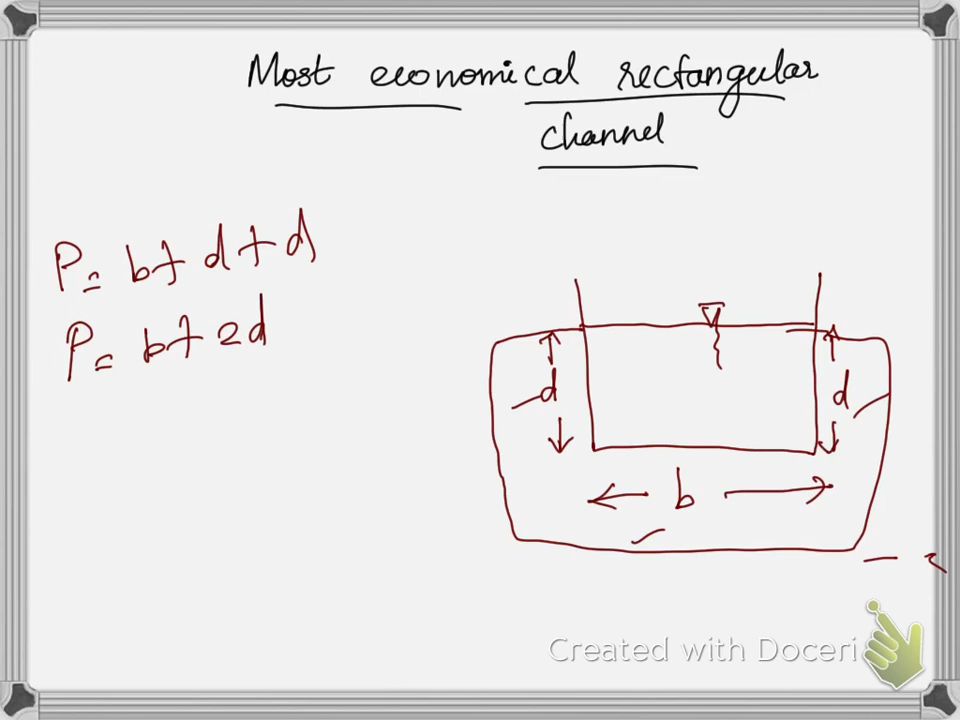 Most economical rectangular
channel
P = b + d + d
P = b + 2d
d
d
b
Created with Doceri